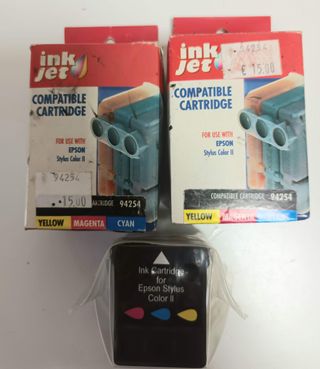 ink
jet
COMPATIBLE
CARTRIDGE
FOR USE WITH
EPSON
Stylus Color II
94254
15.00
CARTRIDGE 94254
YELLOW MAGENTA CYAN
ink
jet
94254
£ 15.00
COMPATIBLE
CARTRIDGE
FOR USE WITH
EPSON
Stylus Color II
COMPATIBLE CARTRIDGE 94254
YELLOW
Ink Cartridge
for
Epson Stylus
Color II